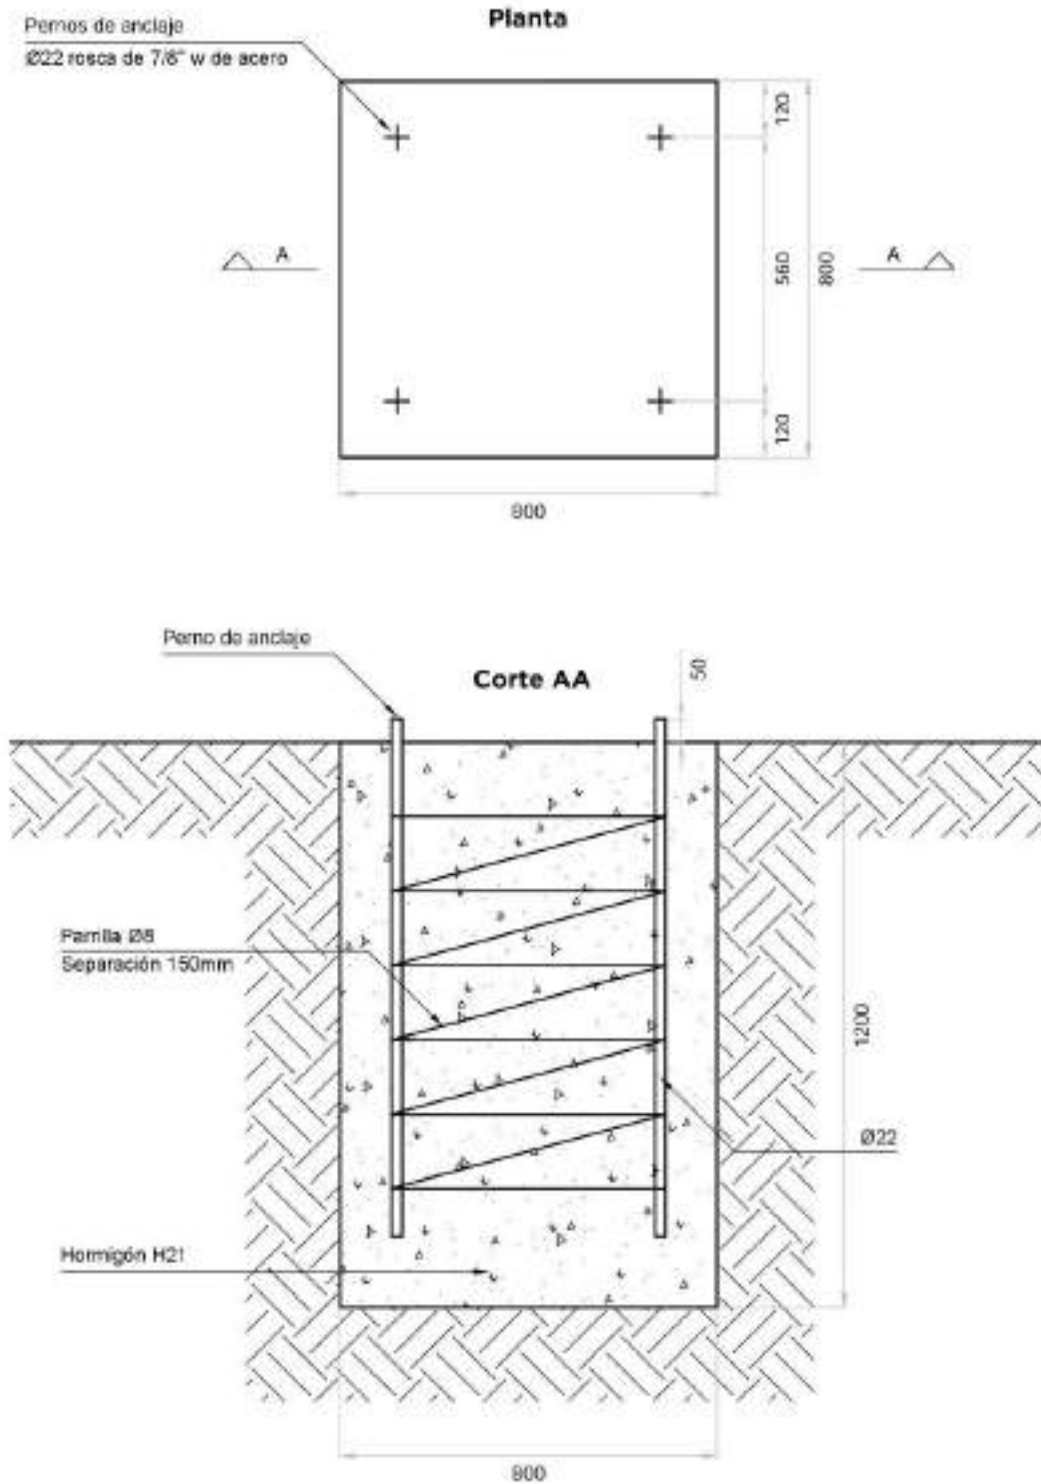 Planta
Pernos de anclaje
Ø22 rosca de 7/8" w de acero
120
A
A
560
800
120
800
Perno de anclaje
Corte AA
50
Parrilla Ø8
Separación 150mm
1200
Ø22
Hormigón H21
800